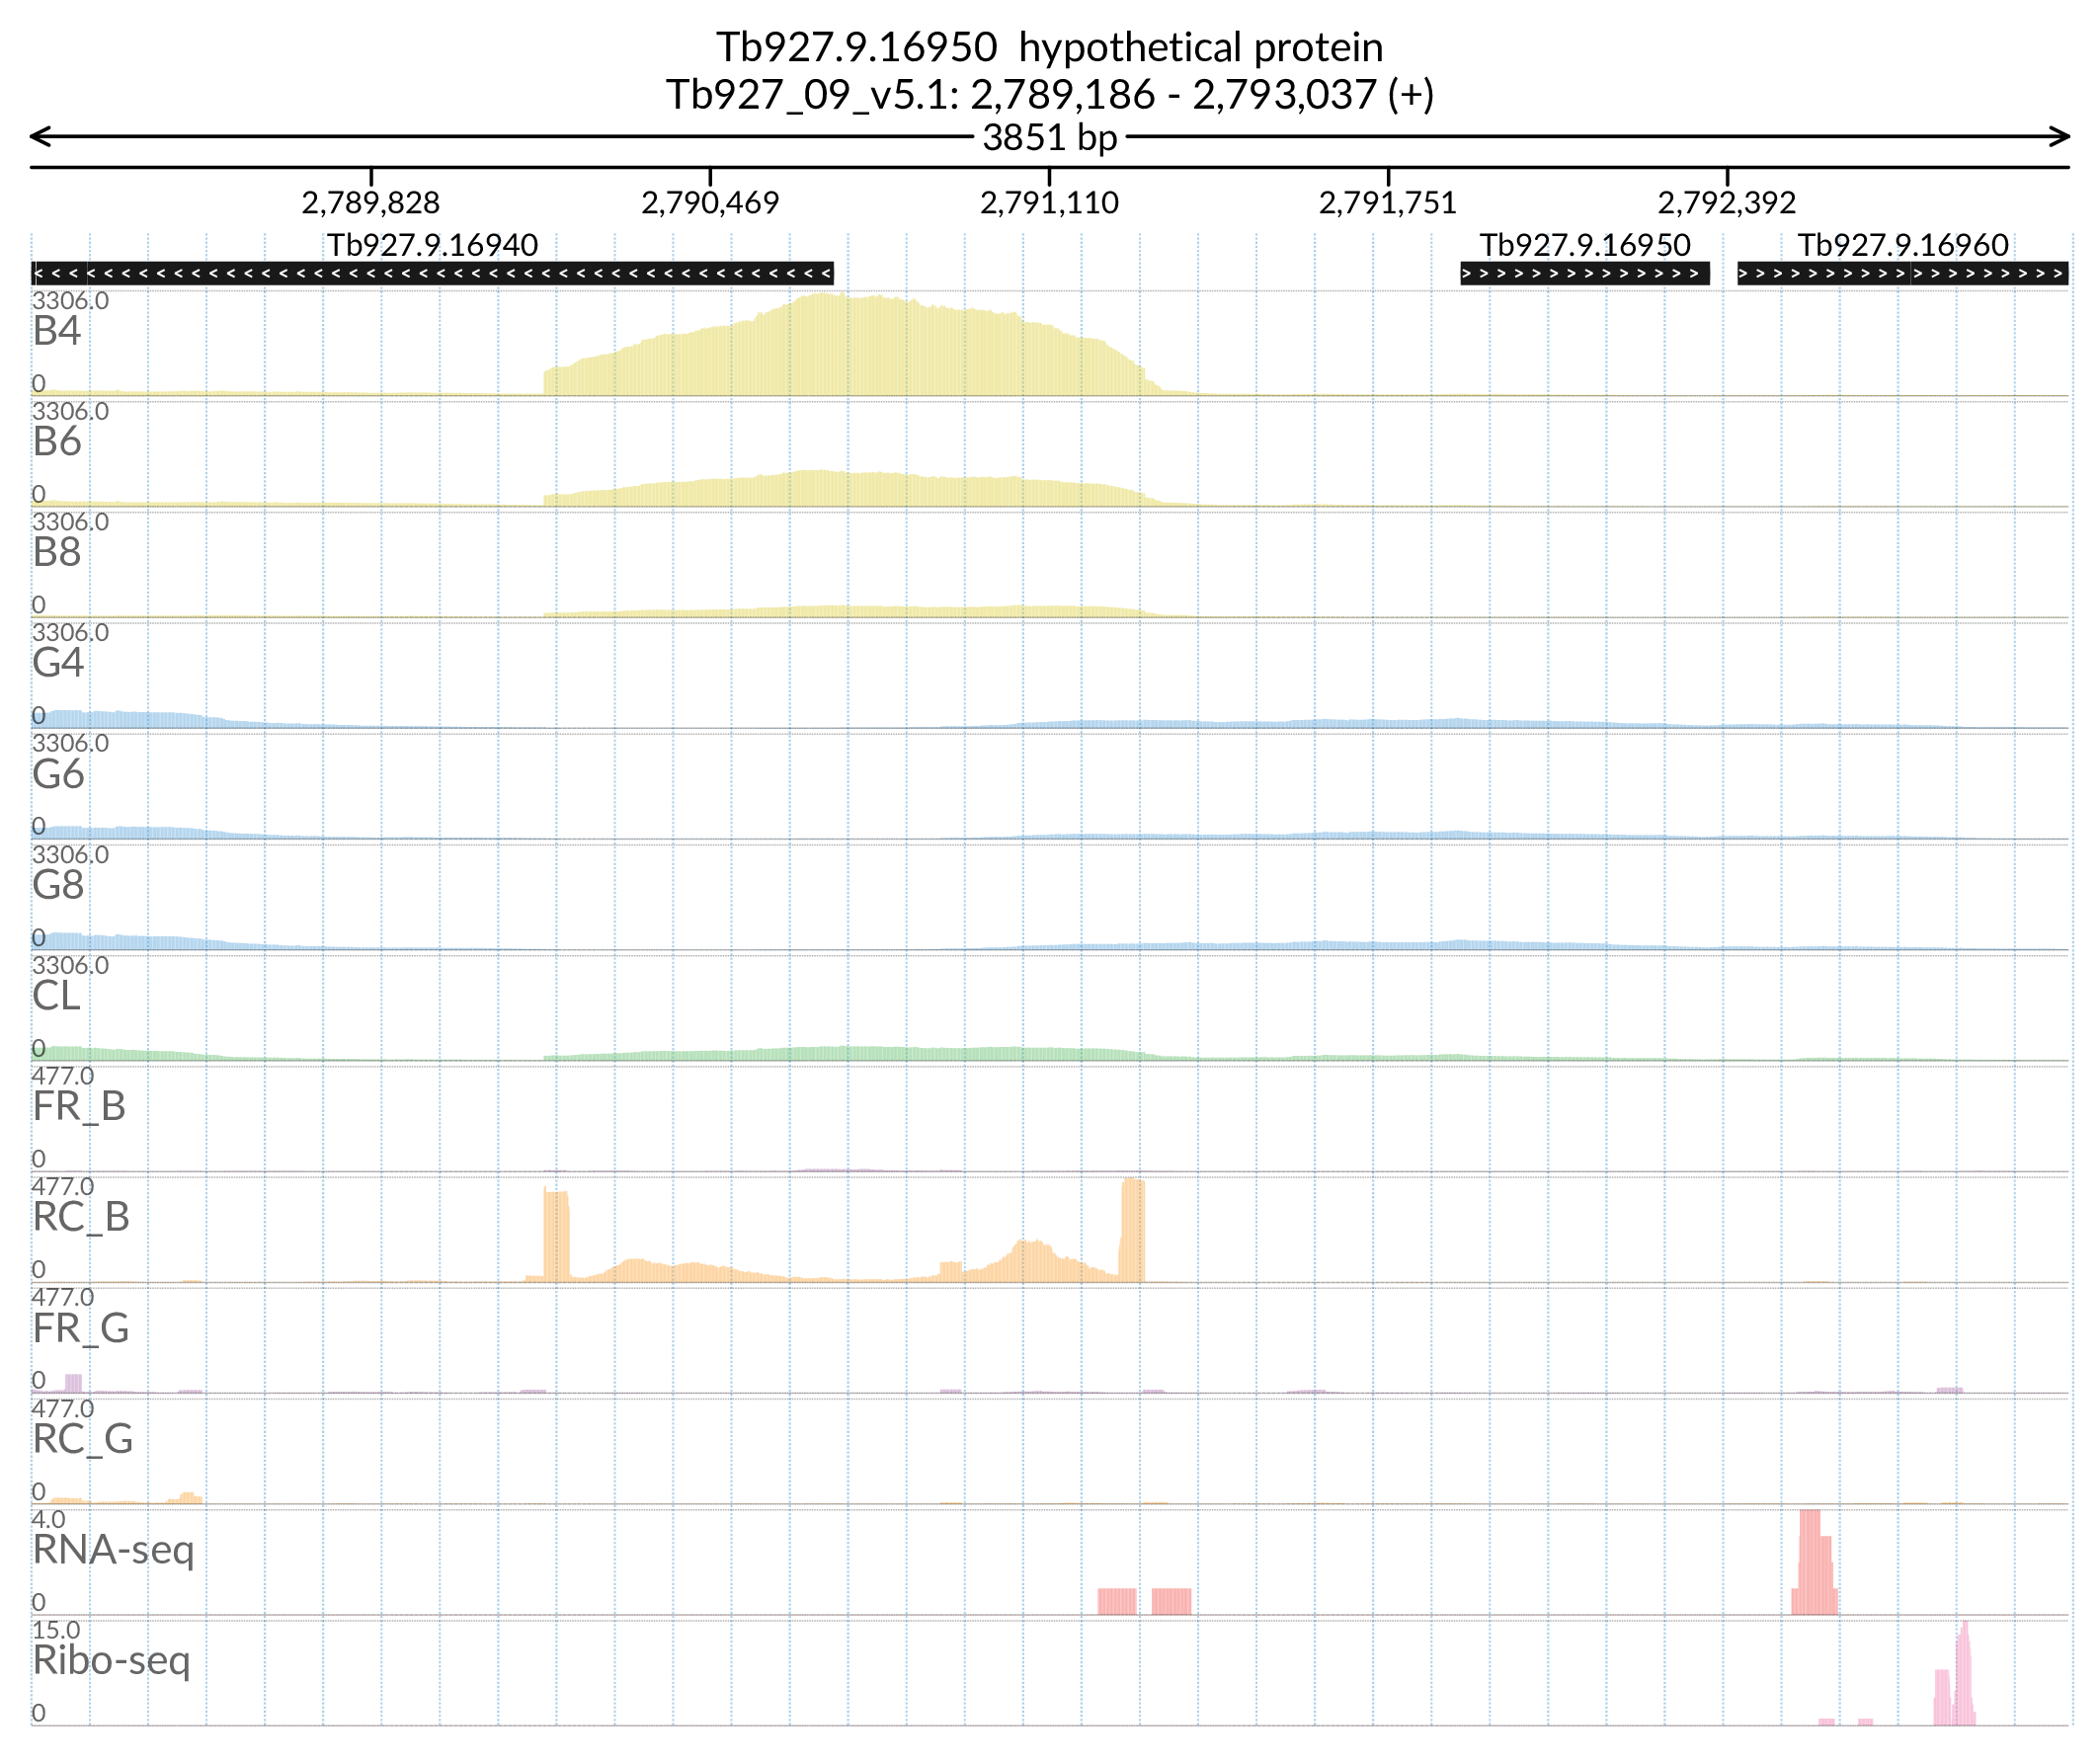 Tb927.9.16950 hypothetical protein
Tb927_09_v5.1: 2,789,186 - 2,793,037 (+)
3851 bp
2,789,828 2,790,469 2,791,110 2,791,751 2,792,392
Tb927.9.16940 Tb927.9.16950 Tb927.9.16960
3306.0
B4
0
3306.0
B6
0
3306.0
B8
0
3306.0
G4
0
3306.0
G6
0
3306.0
G8
0
3306.0
CL
0
477.0
FR_B
0
477.0
RC_B
0
477.0
FR_G
0
477.0
RC_G
0
4.0
RNA-seq
0
15.0
Ribo-seq
0